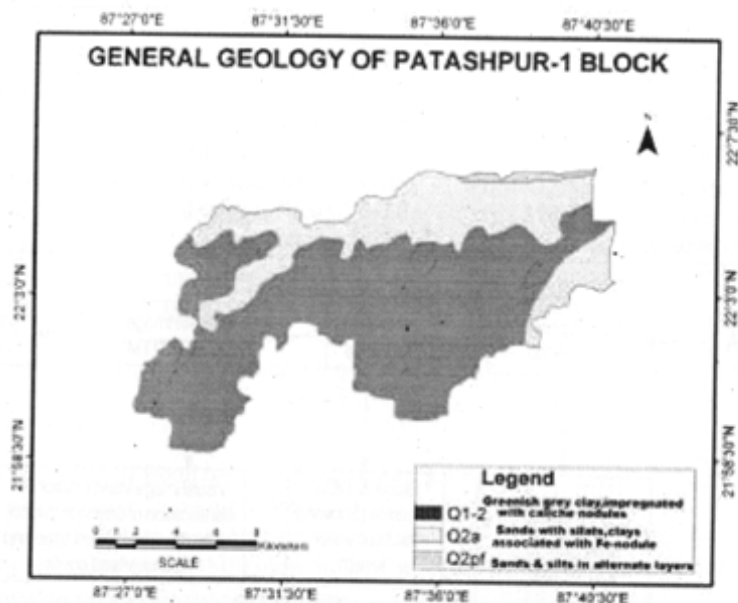 87°27'0"E 87°31'30"E 87°36'0"E 87°40'30"E
GENERAL GEOLOGY OF PATASHPUR-1 BLOCK
N
22°7'30"N
22°3'0"N 22°3'0"N
21°58'30"N 21°58'30"N
Legend
Q1-2 Greenish grey clay,impregnated
with caliche nodules
Q2a Sands with silats,clays
associated with Fe-nodule
Q2pf Sands & silts in alternate layers
0 1 2 4 6 8
Kilometers
SCALE
87°27'0"E 87°31'30"E 87°36'0"E 87°40'30"E